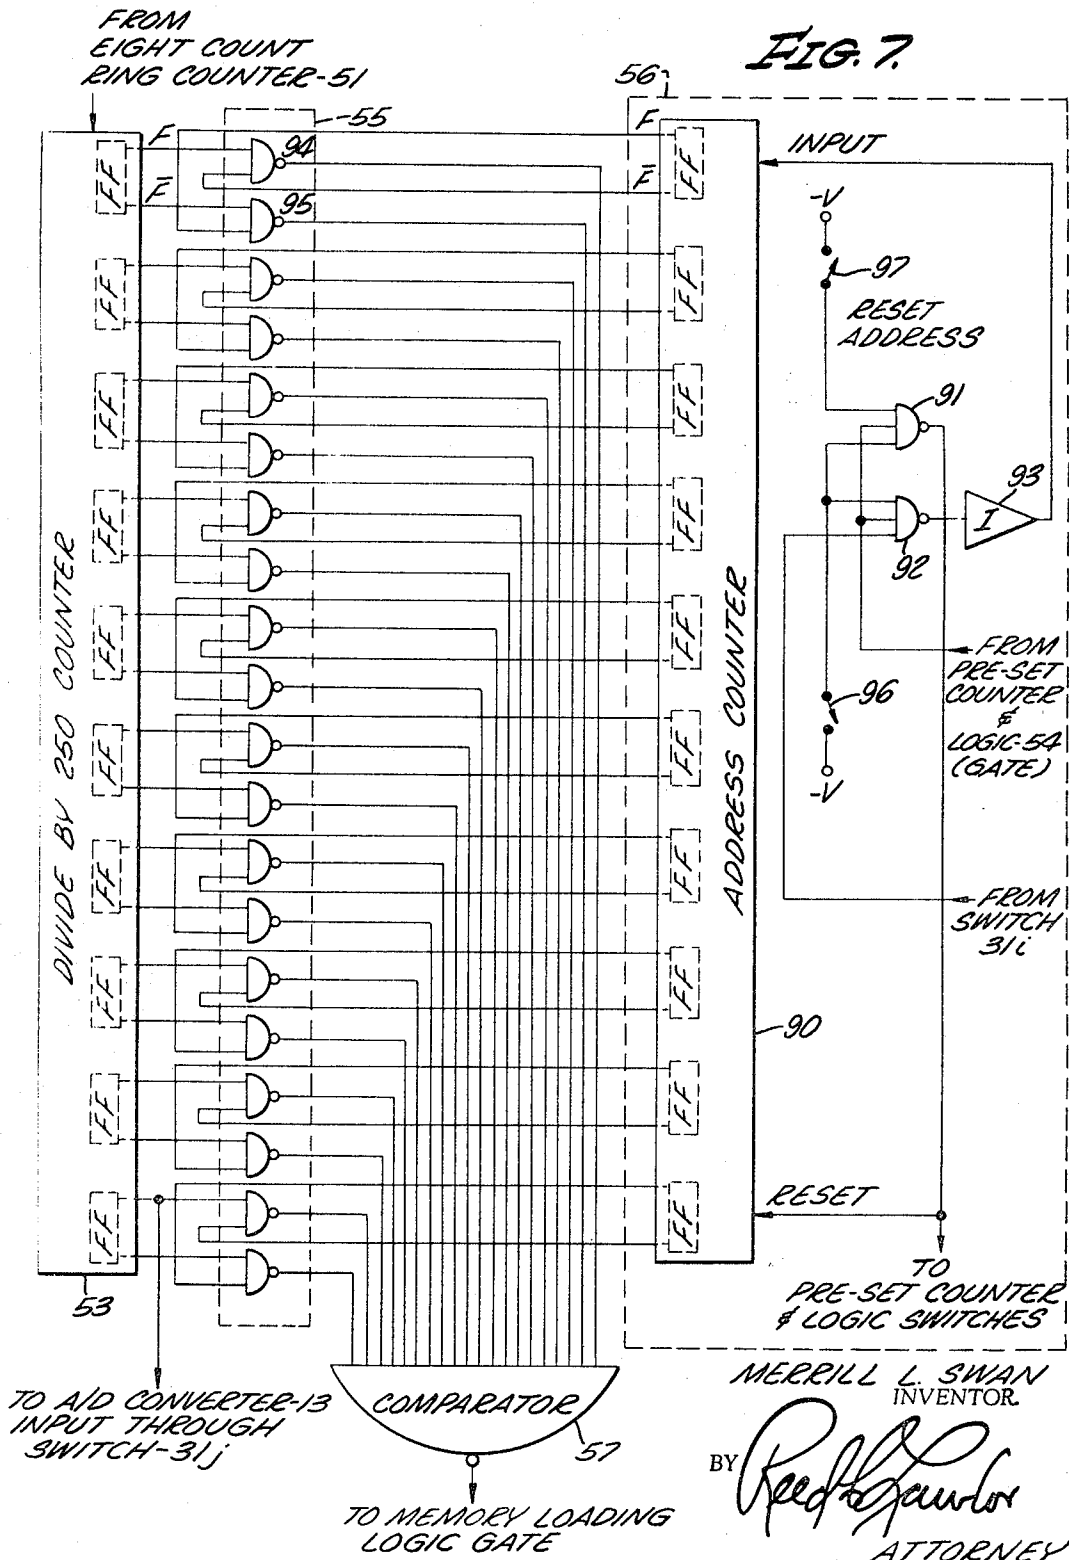 FROM
EIGHT COUNT
RING COUNTER-51
FIG. 7.
56
55
F
F̅
94
95
F
F̅
INPUT
-V
97
RESET
ADDRESS
91
93
I
92
FROM
PRE-SET
COUNTER
&
LOGIC-54
(GATE)
96
-V
FROM
SWITCH
31i
FF
FF
FF
FF
FF
FF
FF
FF
FF
FF
DIVIDE BY 250 COUNTER
FF
FF
FF
FF
FF
FF
FF
FF
FF
FF
ADDRESS COUNTER
90
RESET
53
TO
PRE-SET COUNTER
& LOGIC SWITCHES
TO A/D CONVERTER-13
INPUT THROUGH
SWITCH-31j
COMPARATOR
57
TO MEMORY LOADING
LOGIC GATE
MERRILL L. SWAN
INVENTOR.
BY
ATTORNEY